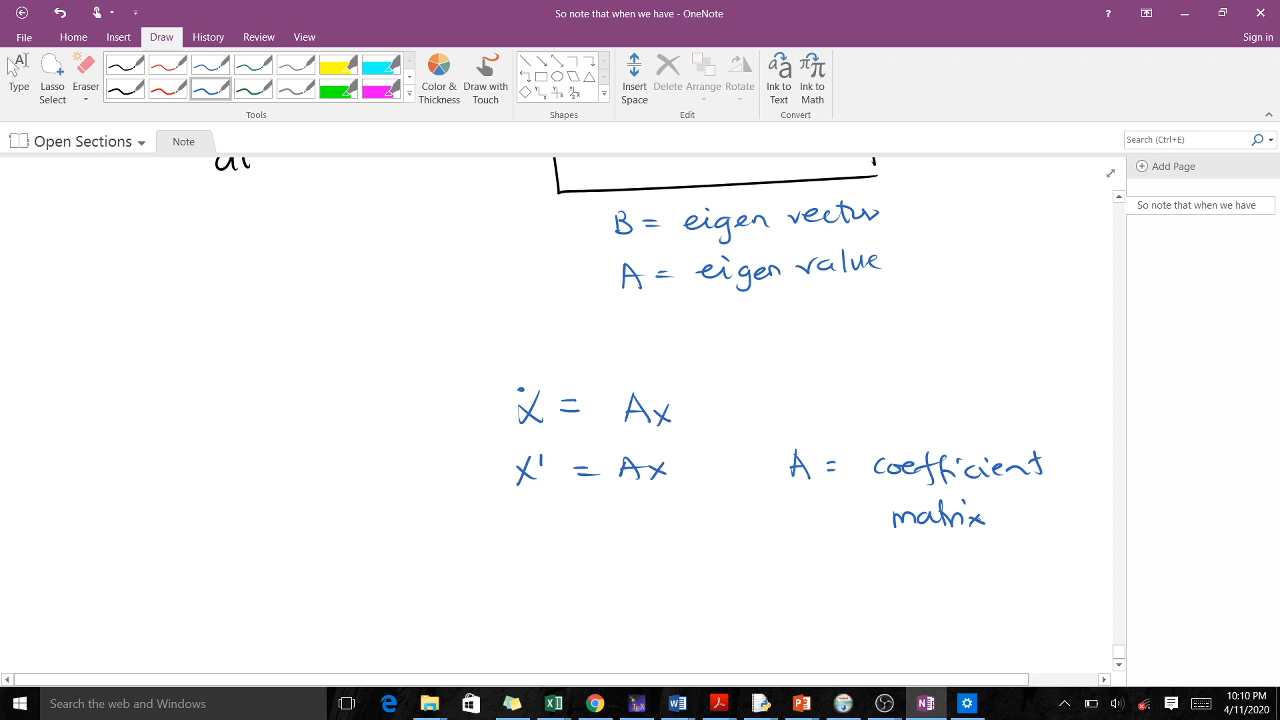 So note that when we have - OneNote
File Home Insert Draw History Review View
Sign in
Type
Lasso Select
Eraser
Color & Thickness
Draw with Touch
Insert Space
Delete
Arrange
Rotate
Ink to Text
Ink to Math
Tools
Shapes
Edit
Convert
Open Sections
Note
Search (Ctrl+E)
Add Page
So note that when we have
B = eigen vector
A = eigen value
Ẋ = Ax
X' = Ax
A = coefficient
matrix
Search the web and Windows
10:10 PM
4/11/2020